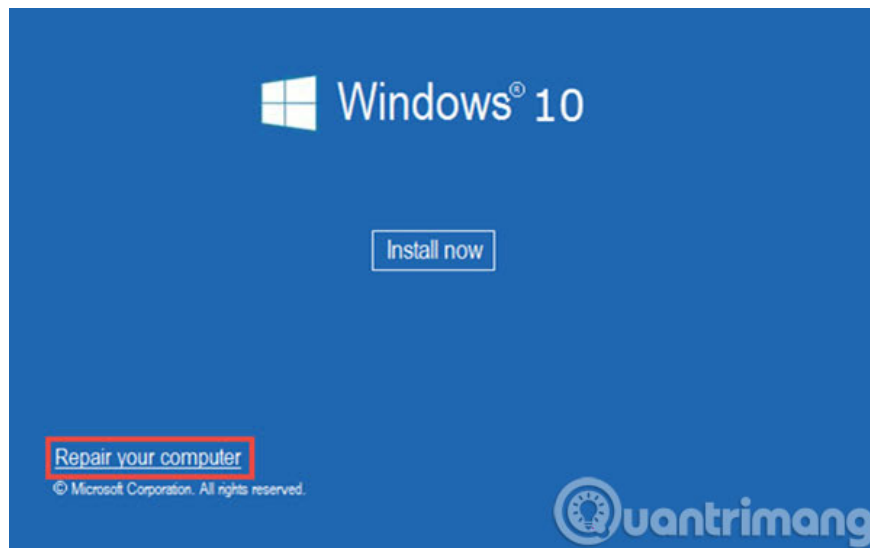 Windows® 10
Install now
Repair your computer
© Microsoft Corporation. All rights reserved.
Quantrimang